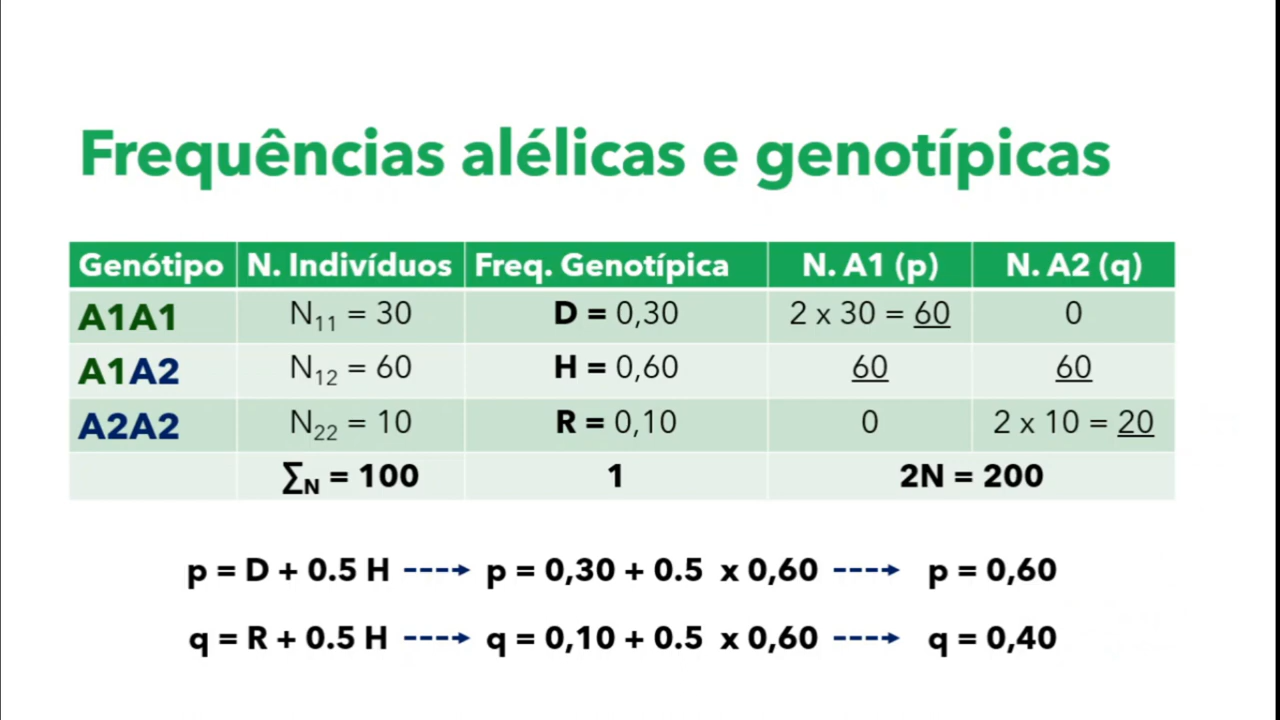 Frequências alélicas e genotípicas
Genótipo N. Indivíduos Freq. Genotípica N. A1 (p) N. A2 (q)
A1A1 N₁₁ = 30 D = 0,30 2 x 30 = 60 0
A1A2 N₁₂ = 60 H = 0,60 60 60
A2A2 N₂₂ = 10 R = 0,10 0 2 x 10 = 20
∑N = 100 1 2N = 200
p = D + 0.5 H ----> p = 0,30 + 0.5 x 0,60 ----> p = 0,60
q = R + 0.5 H ----> q = 0,10 + 0.5 x 0,60 ----> q = 0,40